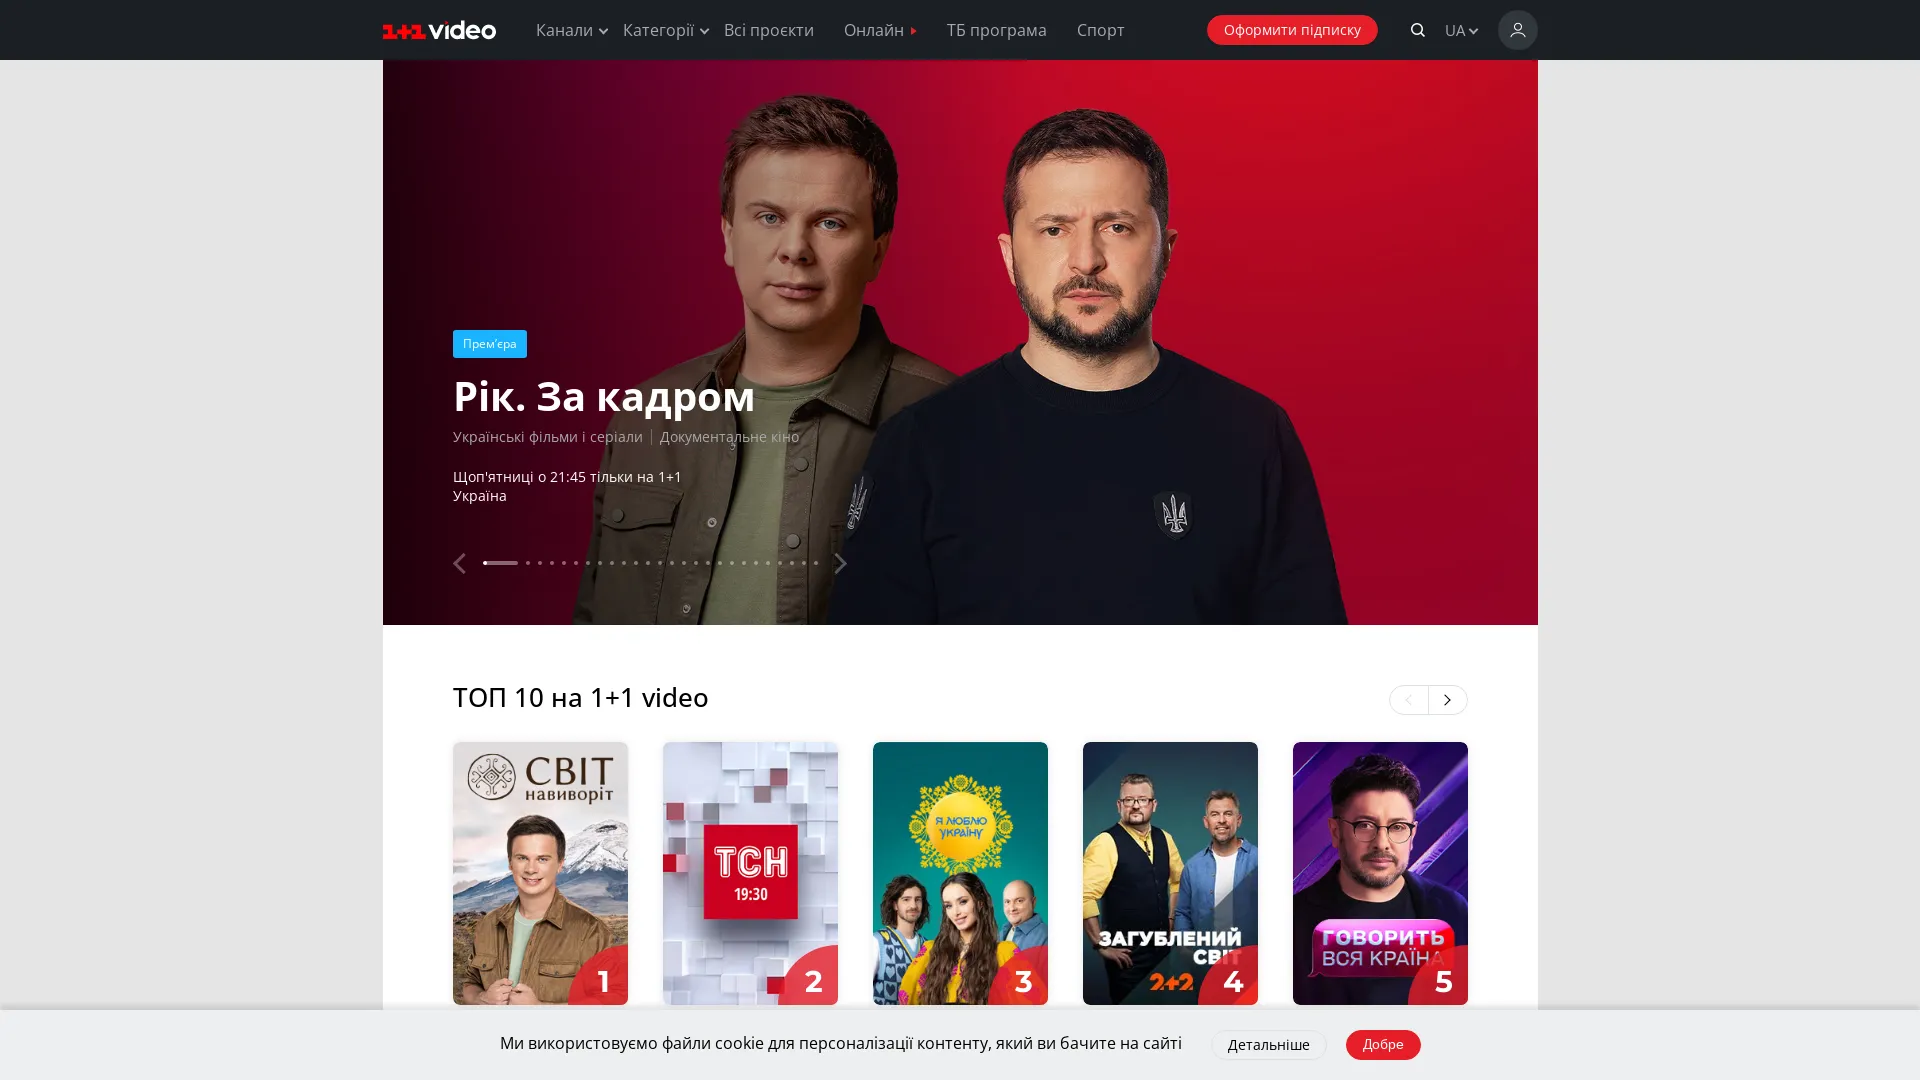 1+1 video
Канали
Категорії
Всі проєкти
Онлайн
ТБ програма
Спорт
Оформити підписку
UA
Прем'єра
Рік. За кадром
Українські фільми і серіали
Документальне кіно
Щоп'ятниці о 21:45 тільки на 1+1
Україна
ТОП 10 на 1+1 video
СВІТ
навиворіт
1
ТСН
19:30
2
Я ЛЮБЛЮ
УКРАЇНУ
3
ЗАГУБЛЕНИЙ
СВІТ
2+2
4
ГОВОРИТЬ
ВСЯ КРАЇНА
5
Ми використовуємо файли cookie для персоналізації контенту, який ви бачите на сайті
Детальніше
Добре